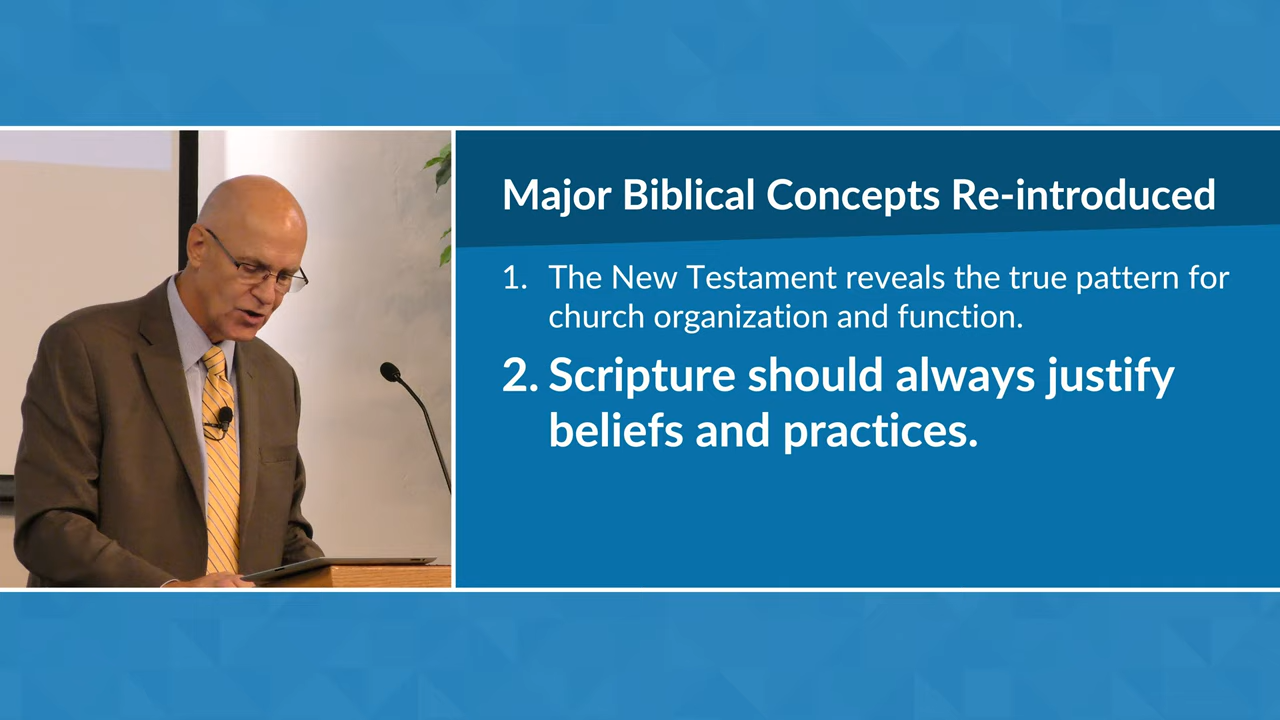 Major Biblical Concepts Re-introduced
1. The New Testament reveals the true pattern for
church organization and function.
2. Scripture should always justify
beliefs and practices.